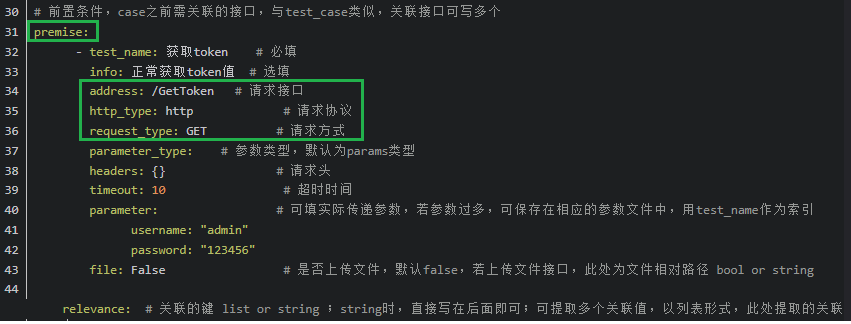 30 # 前置条件，case之前需关联的接口，与test_case类似，关联接口可写多个
31 premise:
32 - test_name: 获取token # 必填
33 info: 正常获取token值 # 选填
34 address: /GetToken # 请求接口
35 http_type: http # 请求协议
36 request_type: GET # 请求方式
37 parameter_type: # 参数类型，默认为params类型
38 headers: {} # 请求头
39 timeout: 10 # 超时时间
40 parameter: # 可填实际传递参数，若参数过多，可保存在相应的参数文件中，用test_name作为索引
41 username: "admin"
42 password: "123456"
43 file: False # 是否上传文件，默认false，若上传文件接口，此处为文件相对路径 bool or string
44
relevance: # 关联的键 list or string ；string时，直接写在后面即可；可提取多个关联值，以列表形式，此处提取的关联